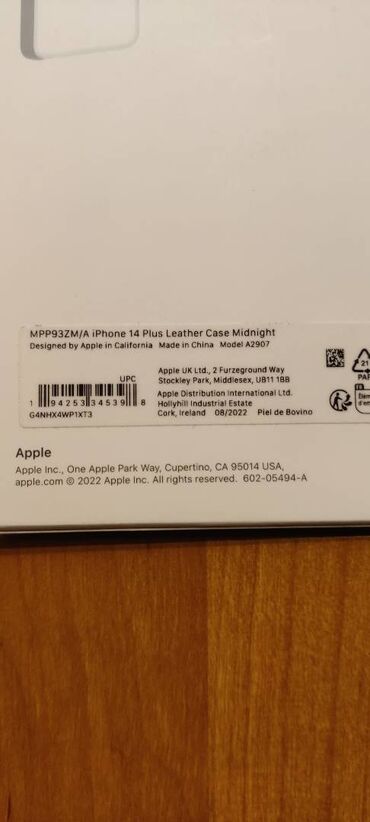 MPP93ZM/A iPhone 14 Plus Leather Case Midnight
Designed by Apple in California Made in China Model A2907
UPC
1 94253 34539 8
G4NHX4WP1XT3
Apple UK Ltd., 2 Furzeground Way
Stockley Park, Middlesex, UB11 1BB
Apple Distribution International Ltd.
Hollyhill Industrial Estate
Cork, Ireland 08/2022 Piel de Bovino
21
PAP
FR
Apple
Apple Inc., One Apple Park Way, Cupertino, CA 95014 USA,
apple.com © 2022 Apple Inc. All rights reserved. 602-05494-A